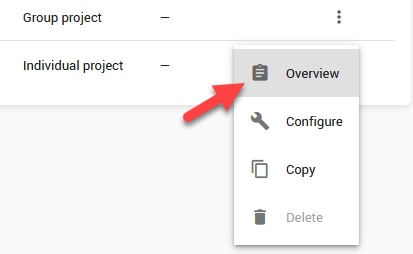 Group project —
Individual project —
Overview
Configure
Copy
Delete